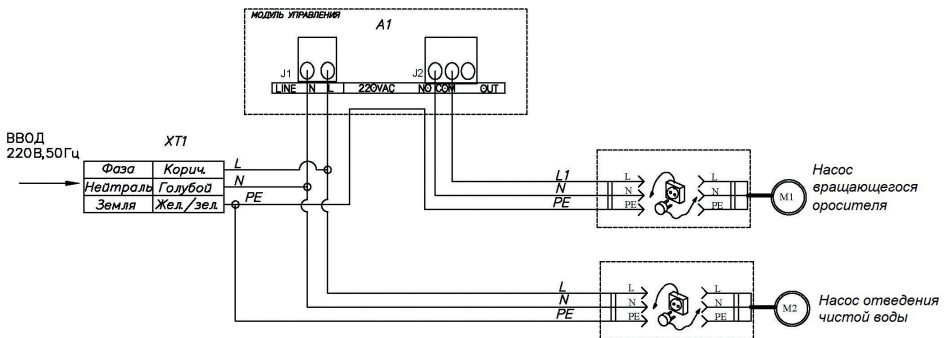 МОДУЛЬ УПРАВЛЕНИЯ
A1
J1
J2
LINE N L 220VAC NO COM OUT
ВВОД
220В,50Гц
XT1
Фаза Корич.
Нейтраль Голубой
Земля Жел./зел.
L
N
PE
L1
N
PE
L
N
PE
L
N
PE
M1
Насос
вращающегося
оросителя
L
N
PE
L
N
PE
L
N
PE
M2
Насос отведения
чистой воды